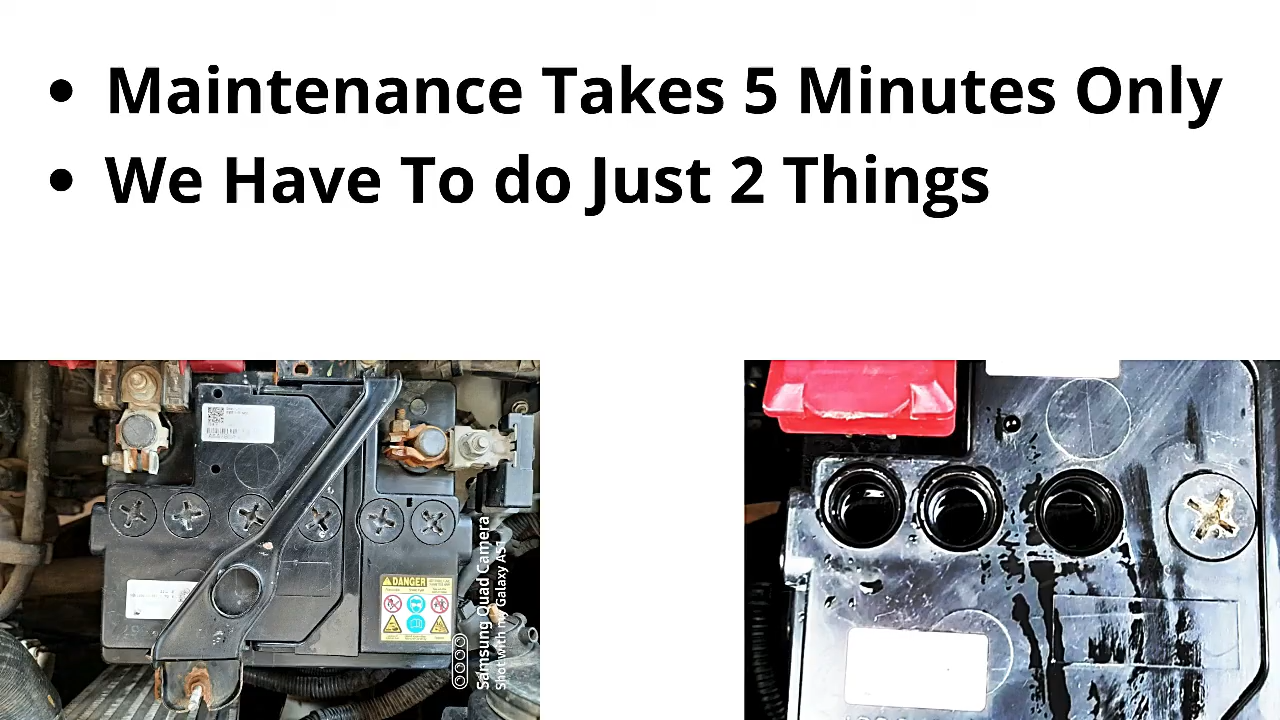 • Maintenance Takes 5 Minutes Only
• We Have To do Just 2 Things
DANGER
Samsung Quad Camera
Shot with my Galaxy A51